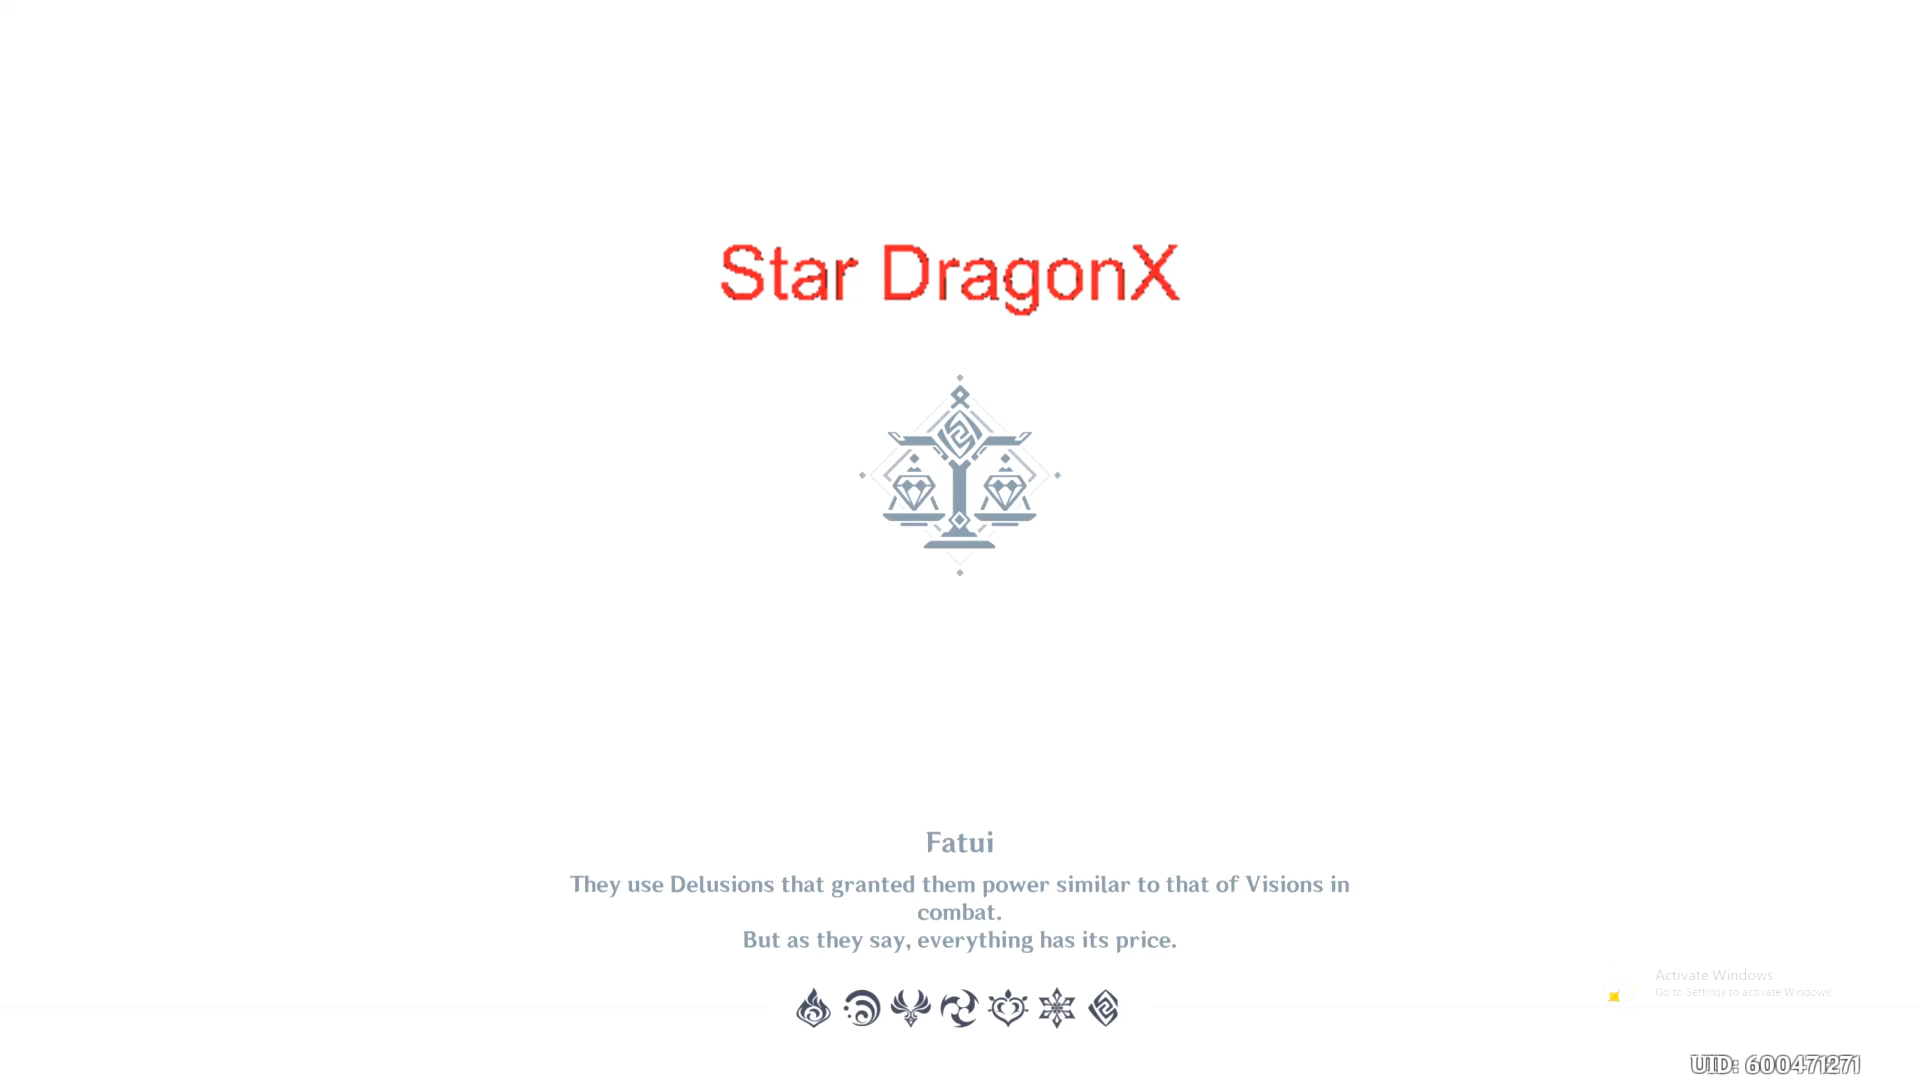 Star DragonX
Fatui
They use Delusions that granted them power similar to that of Visions in
combat.
But as they say, everything has its price.
Activate Windows
Go to Settings to activate Windows.
UID: 600471271